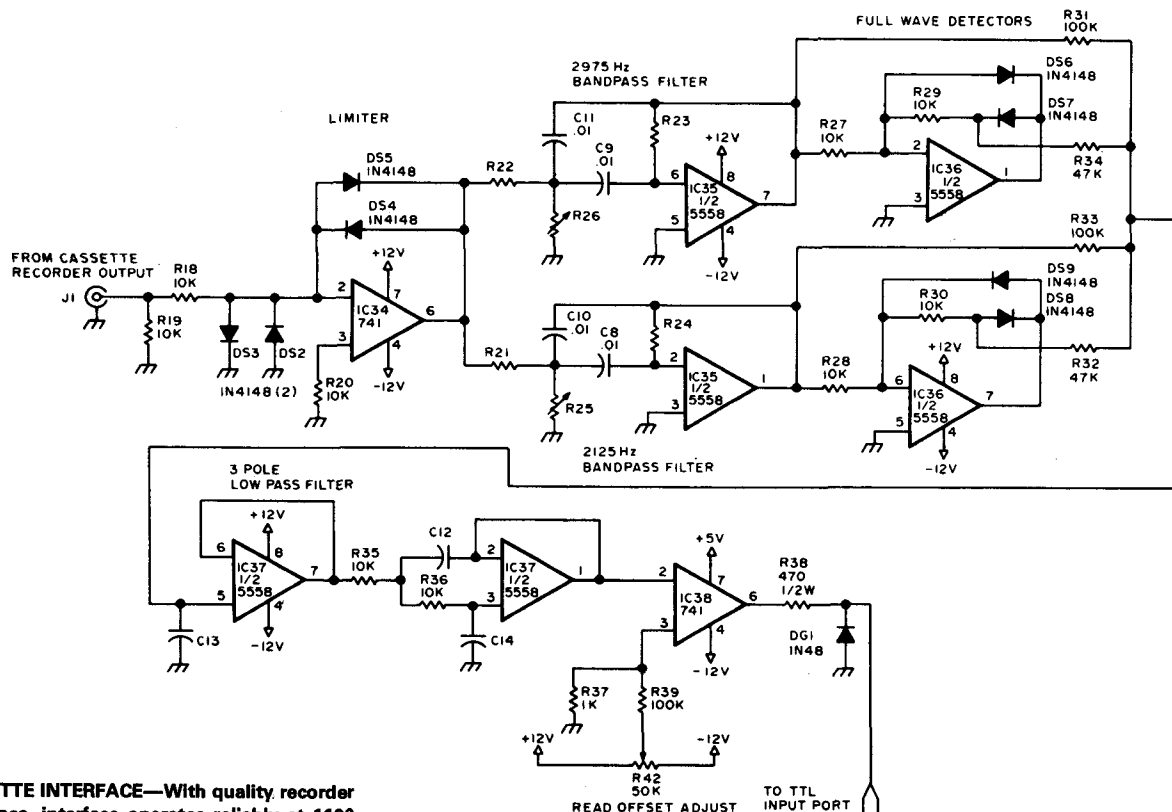 FULL WAVE DETECTORS
R31
100K
2975 Hz
BANDPASS FILTER
DS6
1N4148
R29
10K
DS7
1N4148
LIMITER
C11
.01
R23
+12V
R27
10K
C9
.01
DS5
1N4148
R22
8
2
IC36
1/2
5558
1
3
R34
47K
6
IC35
1/2
5558
7
5
4
-12V
DS4
1N4148
R26
R33
100K
FROM CASSETTE
RECORDER OUTPUT
J1
R18
10K
+12V
2
7
IC34
741
6
3
4
-12V
R19
10K
DS3
DS2
1N4148 (2)
R20
10K
C10
.01
R24
C8
.01
R21
R25
2
IC35
1/2
5558
1
3
R28
10K
DS9
1N4148
R30
10K
DS8
1N4148
+12V
R32
47K
6
8
IC36
1/2
5558
7
5
4
-12V
2125 Hz
BANDPASS FILTER
3 POLE
LOW PASS FILTER
+12V
6
8
IC37
1/2
5558
7
5
4
-12V
C13
R35
10K
C12
R36
10K
2
IC37
1/2
5558
1
3
C14
+5V
2
7
IC38
741
6
3
4
-12V
R38
470
1/2W
DG1
1N48
R37
1K
R39
100K
+12V
-12V
R42
50K
READ OFFSET ADJUST
TO TTL
INPUT PORT
TTE INTERFACE—With quality recorder